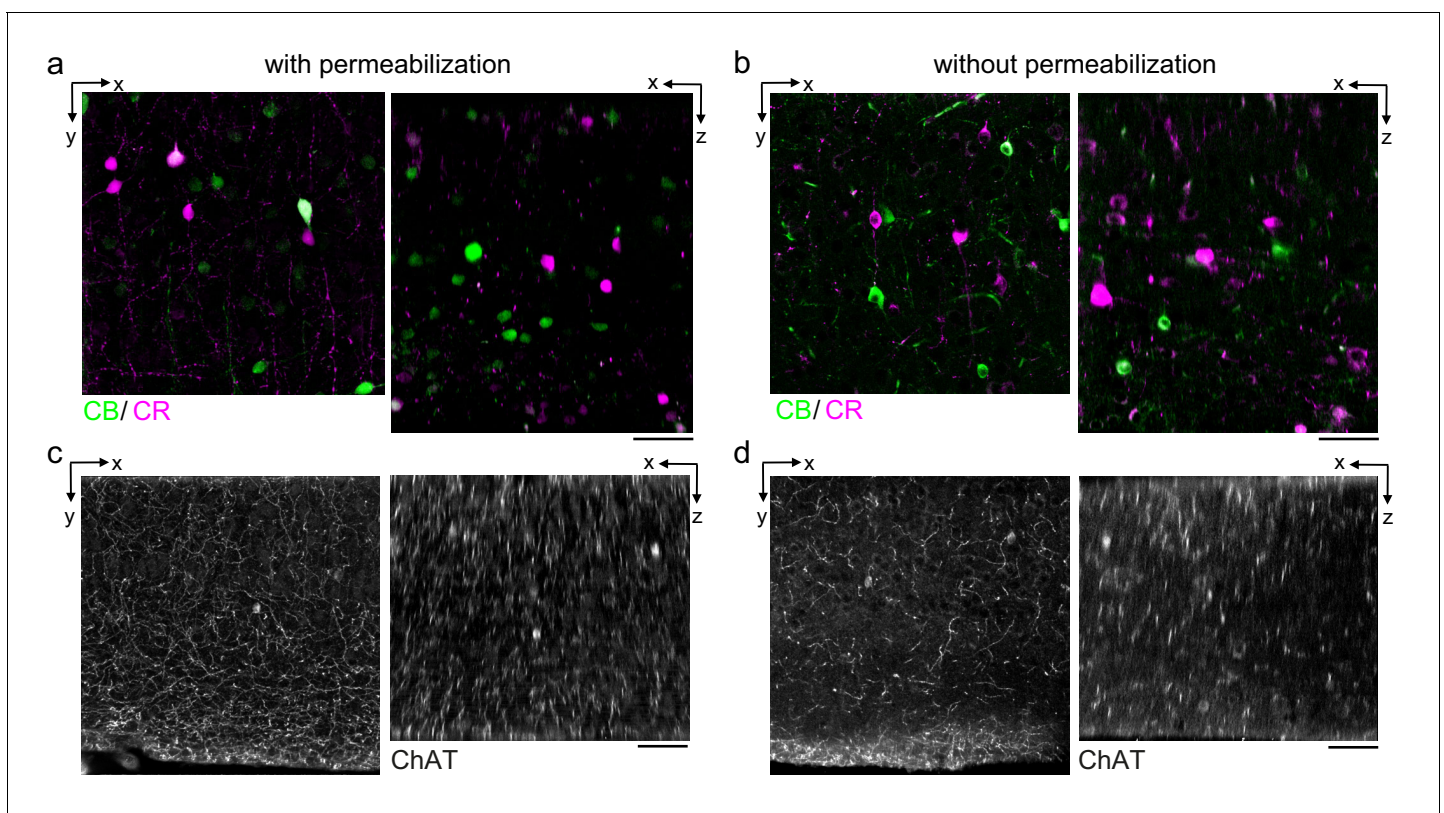 a
with permeabilization
x
x
y
z
CB/ CR
b
without permeabilization
x
x
y
z
CB/ CR
c
x
x
y
z
ChAT
d
x
x
y
z
ChAT